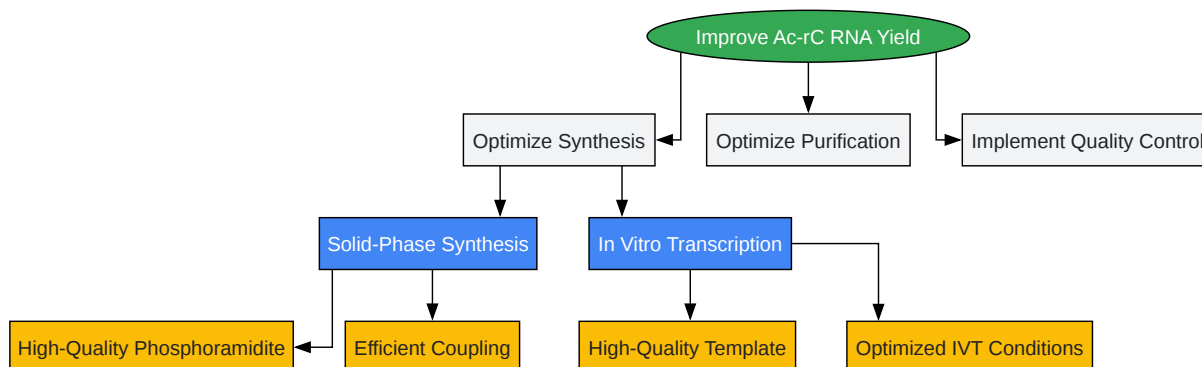 Improve Ac-rC RNA Yield
Optimize Synthesis
Optimize Purification
Implement Quality Control
Solid-Phase Synthesis
In Vitro Transcription
High-Quality Phosphoramidite
Efficient Coupling
High-Quality Template
Optimized IVT Conditions